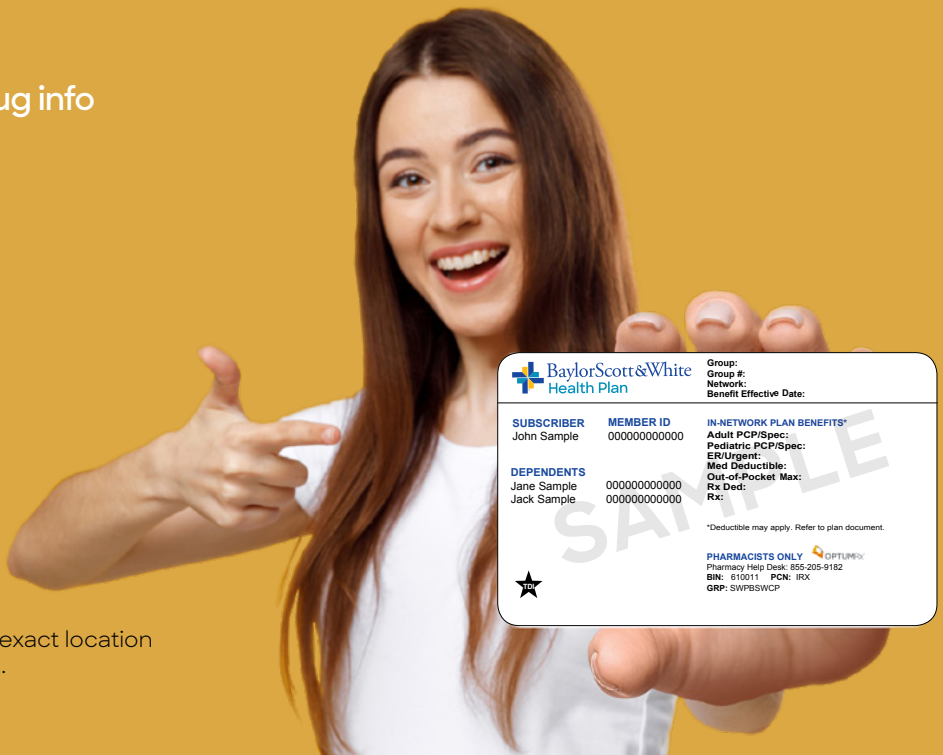 ug info
BaylorScott&White
Health Plan
Group:
Group #:
Network:
Benefit Effective Date:
SUBSCRIBER MEMBER ID
John Sample 000000000000
DEPENDENTS
Jane Sample 000000000000
Jack Sample 000000000000
IN-NETWORK PLAN BENEFITS*
Adult PCP/Spec:
Pediatric PCP/Spec:
ER/Urgent:
Med Deductible:
Out-of-Pocket Max:
Rx Ded:
Rx:
SAMPLE
*Deductible may apply. Refer to plan document.
PHARMACISTS ONLY OPTUMRx
Pharmacy Help Desk: 855-205-9182
BIN: 610011 PCN: IRX
GRP: SWPBSWCP
TDI
exact location
.